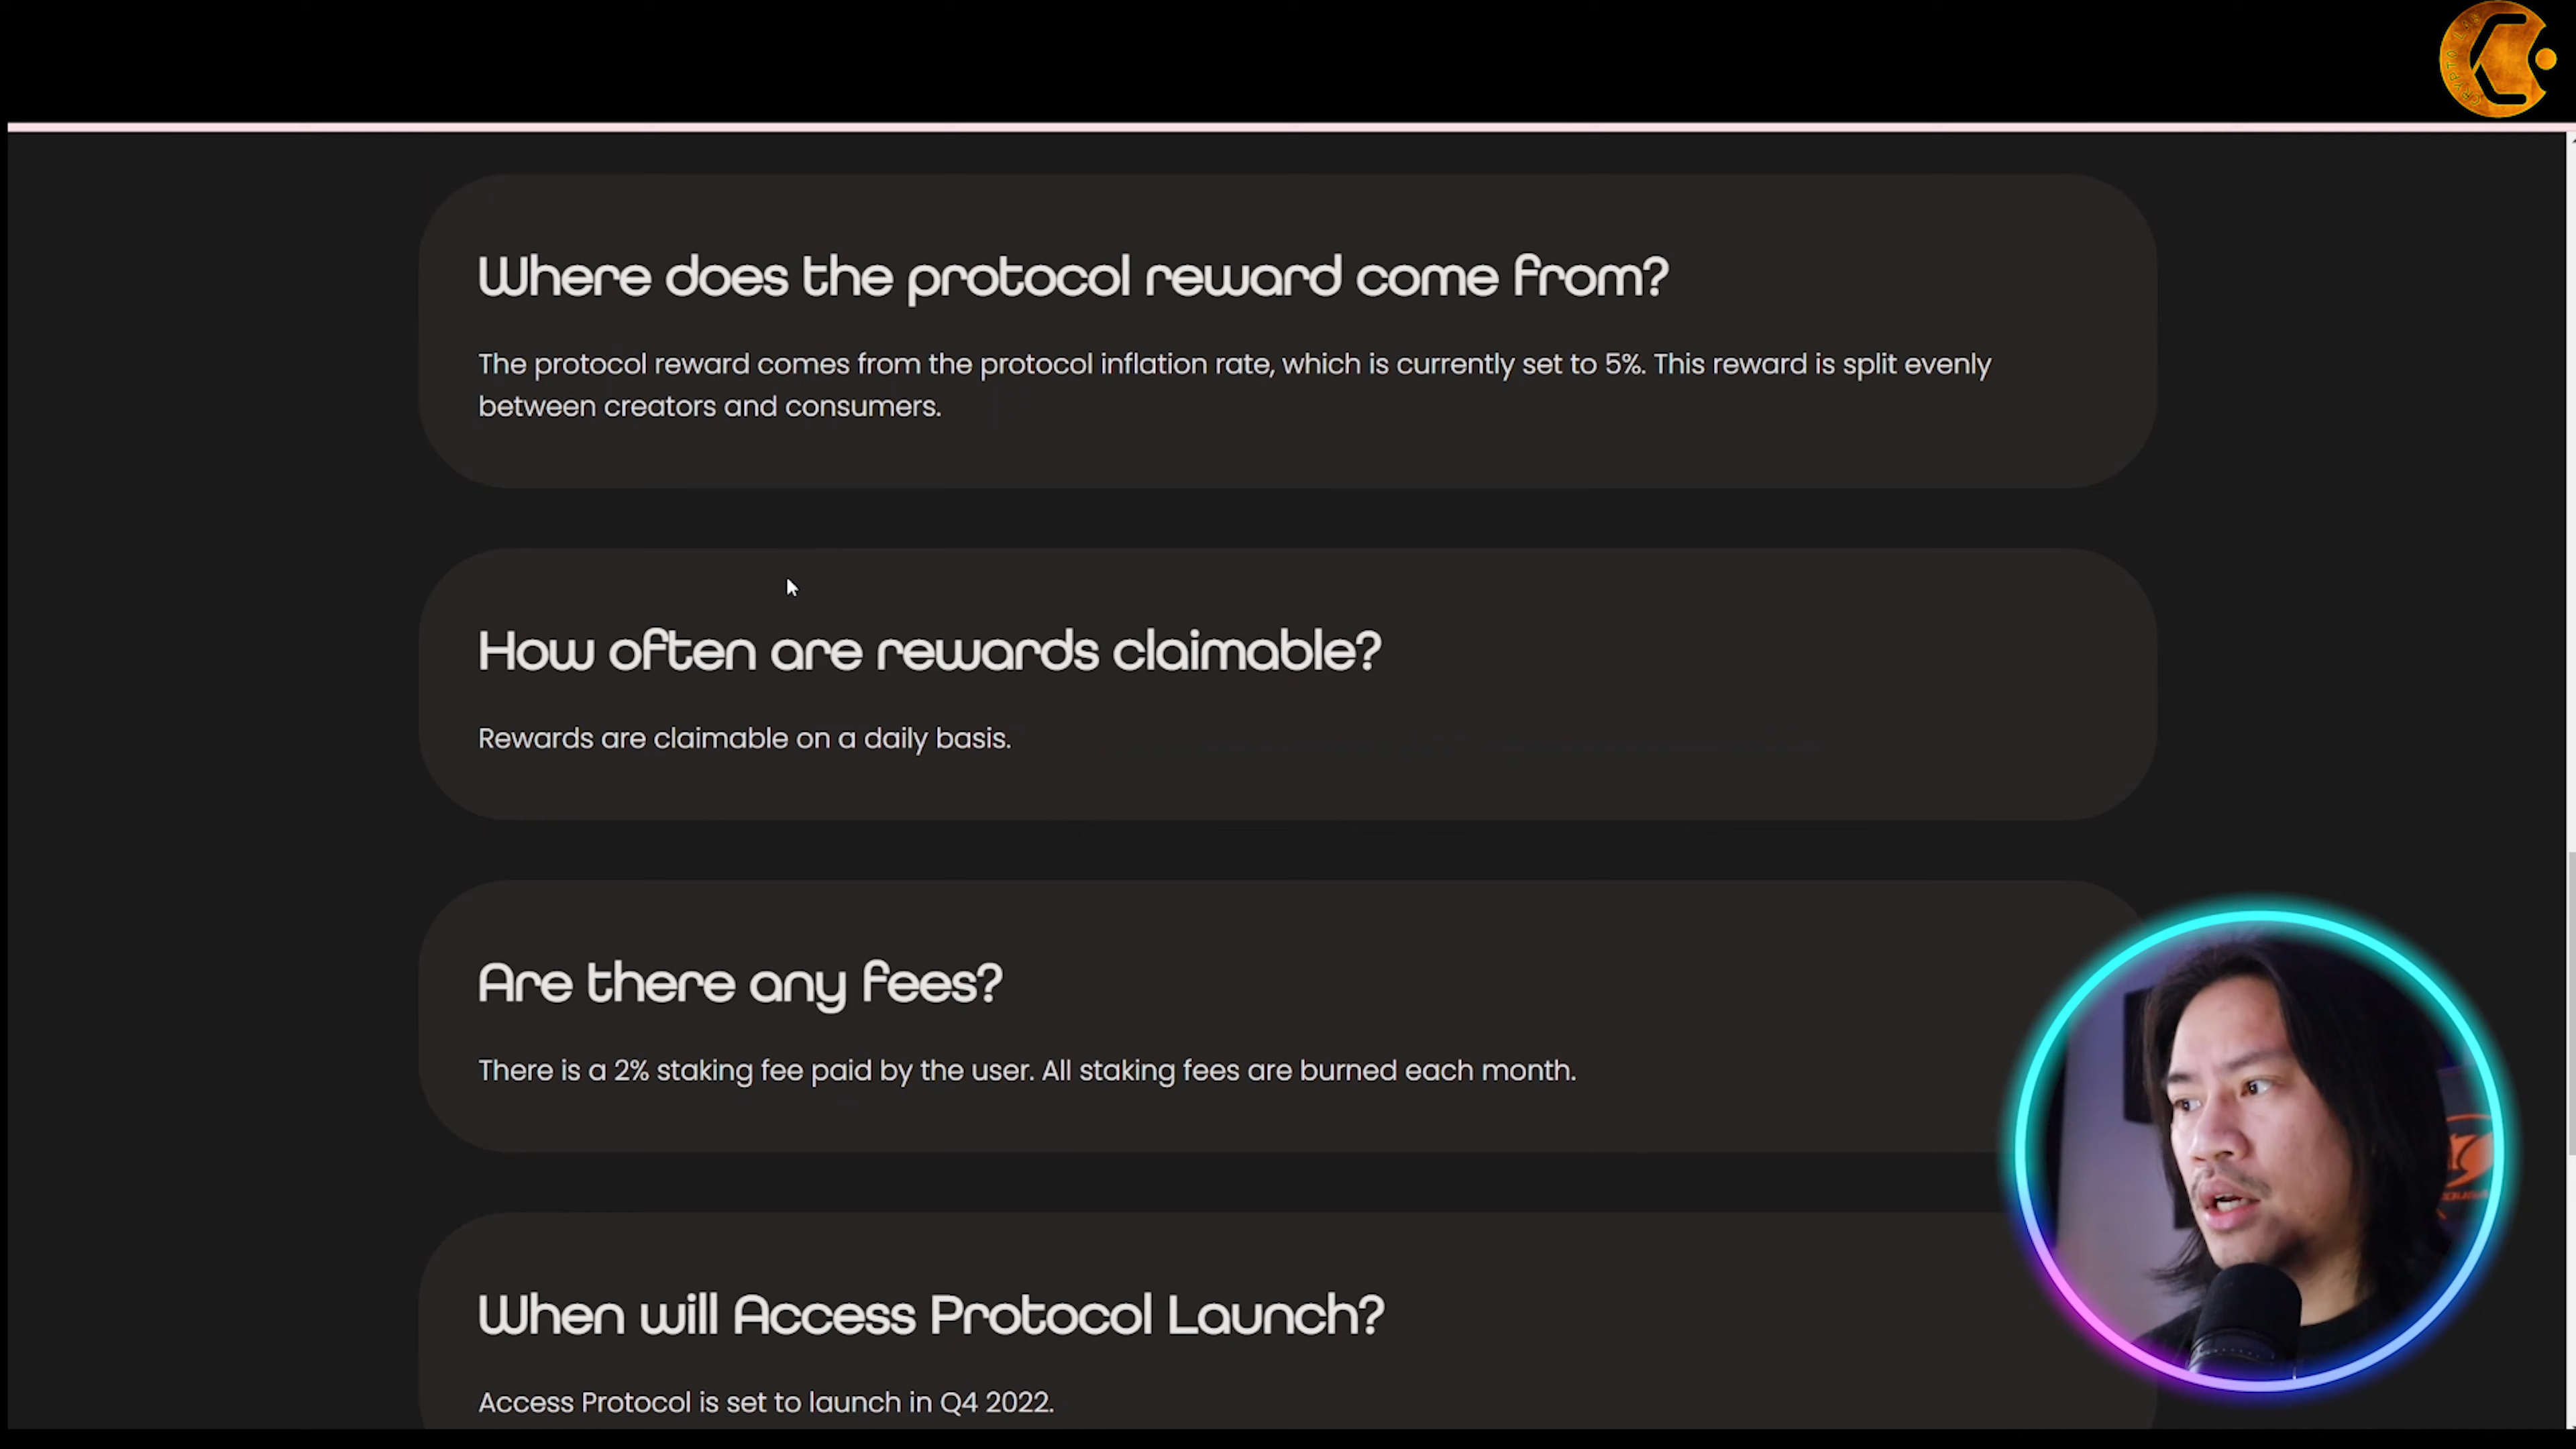 CRYPTO
Where does the protocol reward come from?
The protocol reward comes from the protocol inflation rate, which is currently set to 5%. This reward is split evenly
between creators and consumers.
How often are rewards claimable?
Rewards are claimable on a daily basis.
Are there any fees?
There is a 2% staking fee paid by the user. All staking fees are burned each month.
When will Access Protocol Launch?
Access Protocol is set to launch in Q4 2022.